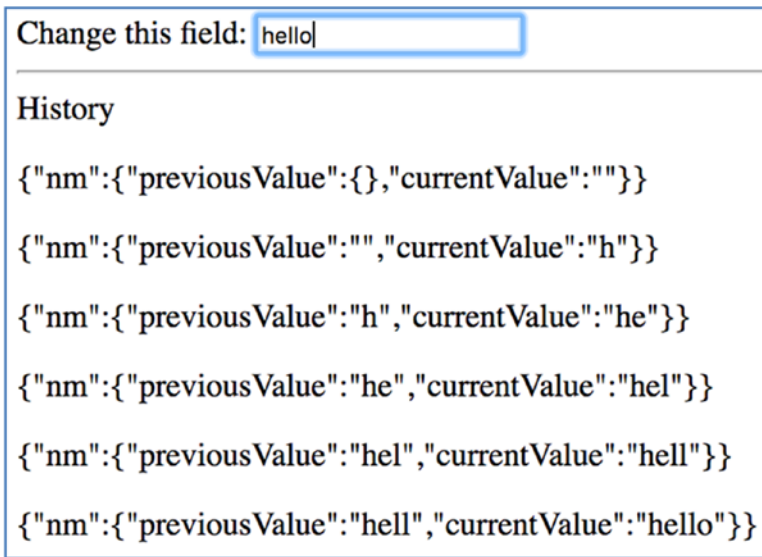 Change this field: hello
History
{"nm":{"previousValue":{},"currentValue":""}}
{"nm":{"previousValue":"","currentValue":"h"}}
{"nm":{"previousValue":"h","currentValue":"he"}}
{"nm":{"previousValue":"he","currentValue":"hel"}}
{"nm":{"previousValue":"hel","currentValue":"hell"}}
{"nm":{"previousValue":"hell","currentValue":"hello"}}